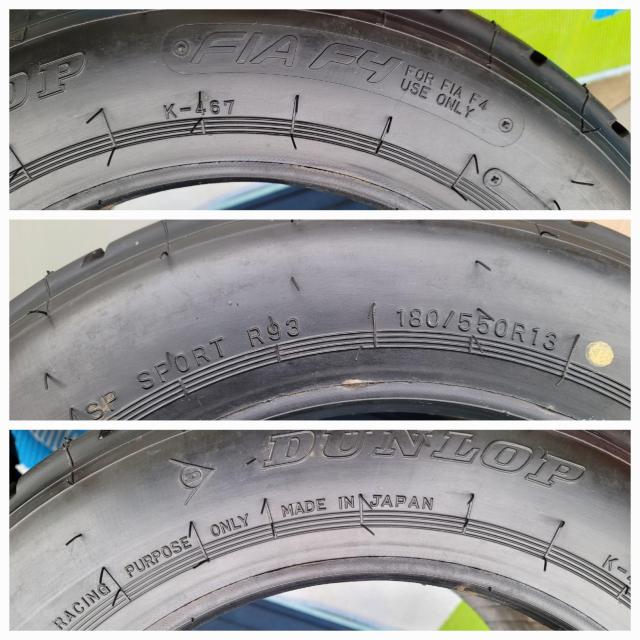 OP
FIA F4
FOR FIA F4
USE ONLY
K-467
SP SPORT R93
180/550R13
DUNLOP
RACING PURPOSE ONLY MADE IN JAPAN
K-